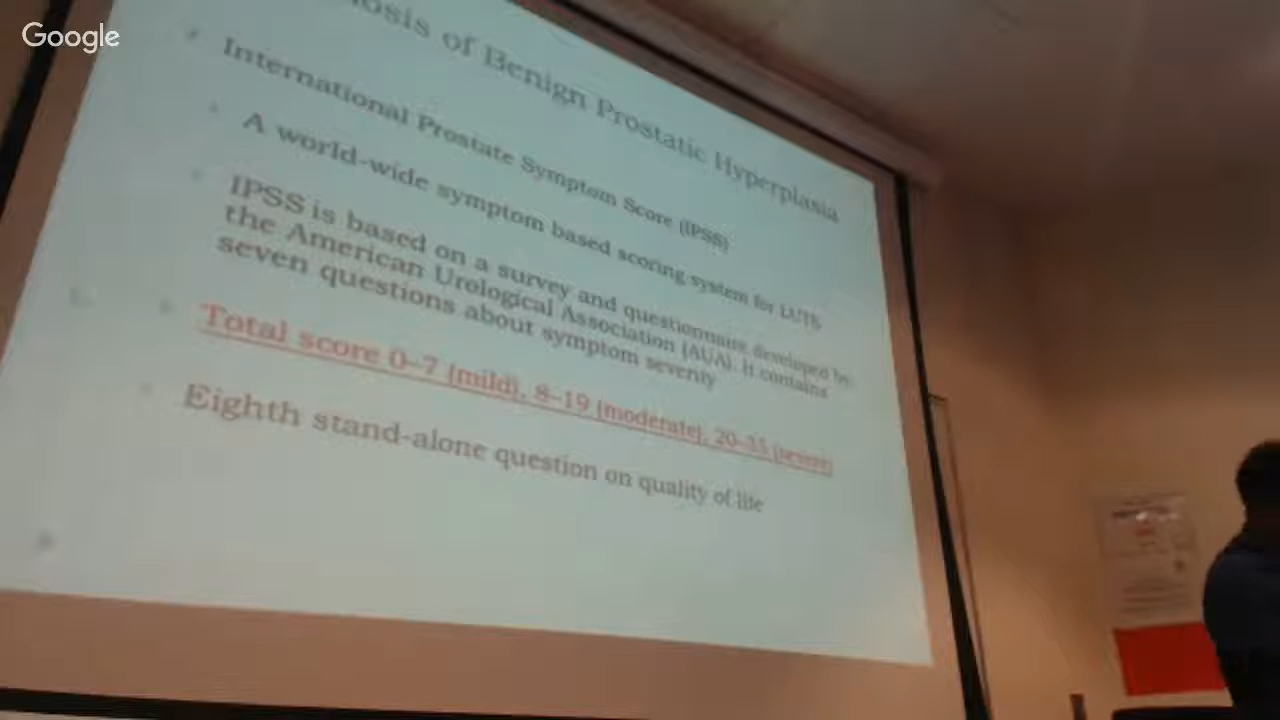 Google
nosis of Benign Prostatic Hyperplasia
International Prostate Symptom Score (IPSS)
A world-wide symptom based scoring system for LUTS
IPSS is based on a survey and questionnaire developed by
the American Urological Association (AUA). It contains
seven questions about symptom severity
Total score 0–7 (mild), 8–19 (moderate), 20–35 (severe)
Eighth stand-alone question on quality of life